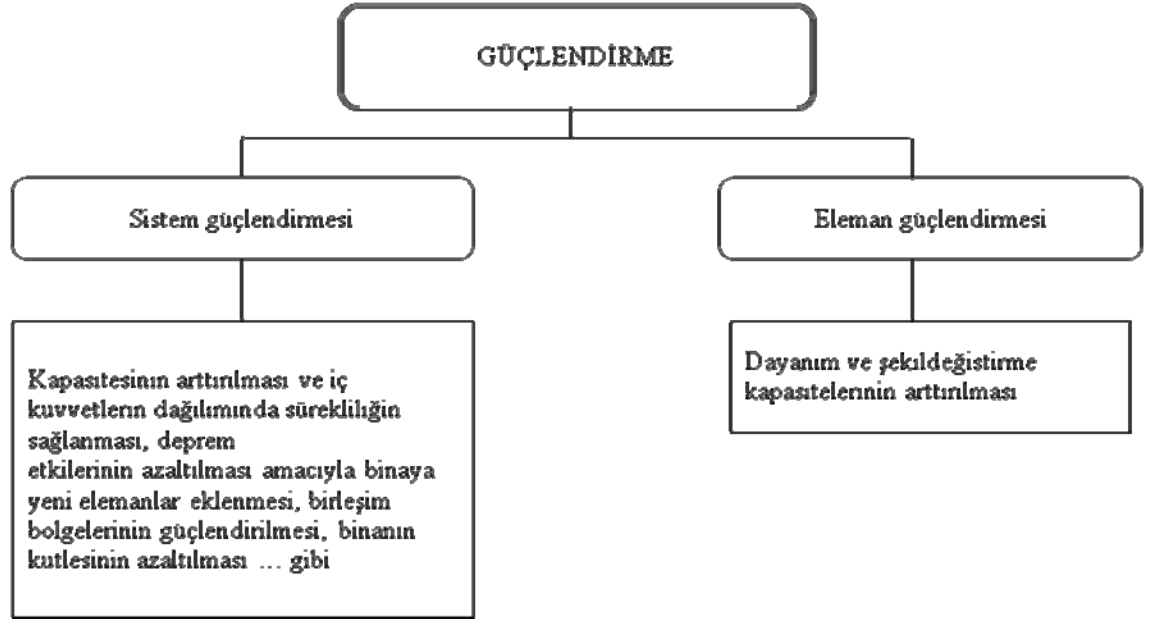 GÜÇLENDİRME
Sistem güçlendirmesi
Eleman güçlendirmesi
Kapasitesinin arttırılması ve iç
kuvvetlerin dağılımında sürekliliğin
sağlanması, deprem
etkilerinin azaltılması amacıyla binaya
yeni elemanlar eklenmesi, birleşim
bolgelerinin güçlendirilmesi, binanın
kutlesinin azaltılması ... gibi
Dayanım ve şekildeğistirme
kapasitelerinin arttırılması